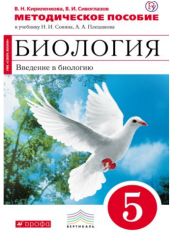 В. Н. Кириленкова, В. И. Сивоглазов
МЕТОДИЧЕСКОЕ ПОСОБИЕ
к учебнику Н. И. Сонина, А. А. Плешакова
БИОЛОГИЯ
Введение в биологию
5
дрофа
ВЕРТИКАЛЬ